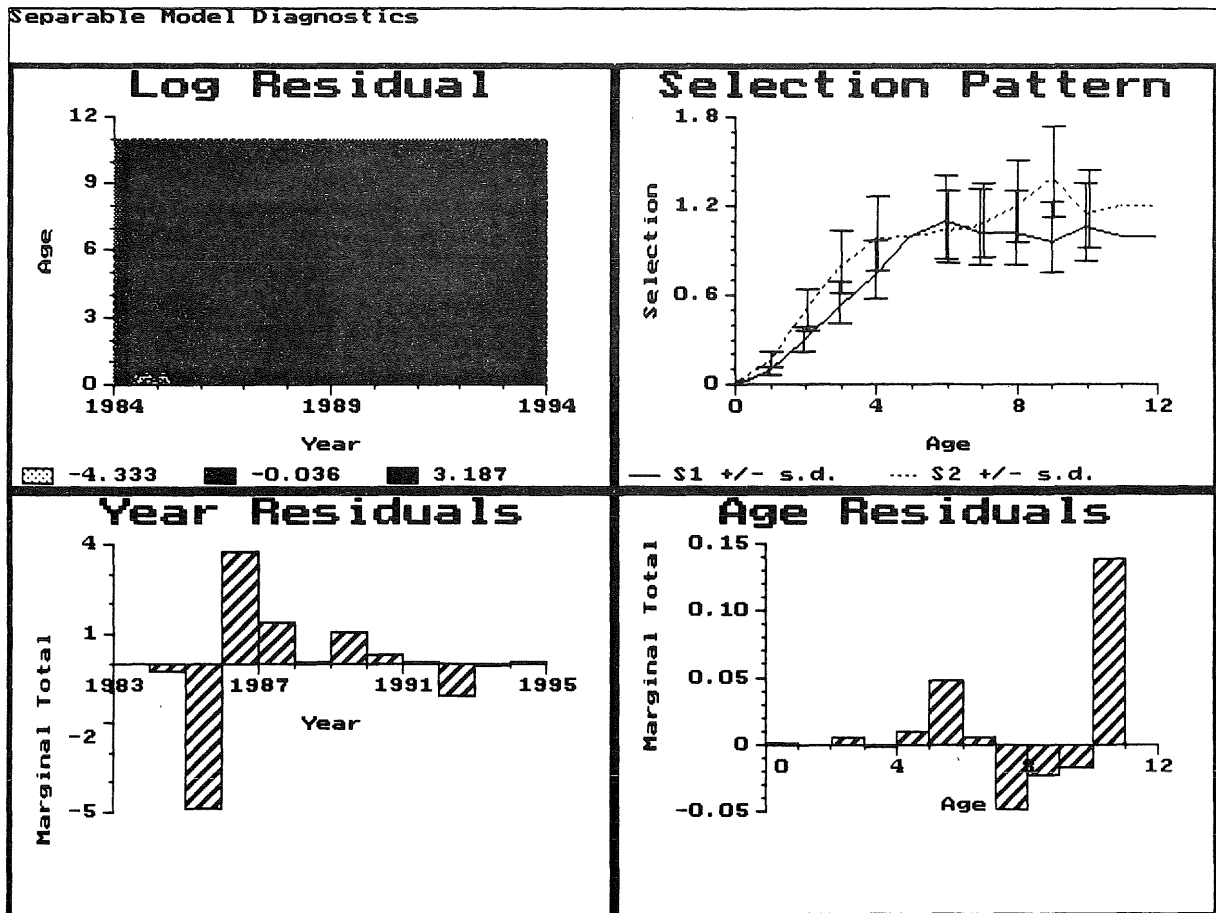 Separable Model Diagnostics
Log Residual
12
9
6
3
0
Age
1984
1989
1994
Year
-4.333
-0.036
3.187
Selection Pattern
1.8
1.2
0.6
0
Selection
0
4
8
12
Age
S1 +/- s.d.
S2 +/- s.d.
Year Residuals
4
1
-2
-5
Marginal Total
1983
1987
1991
1995
Year
Age Residuals
0.15
0.10
0.05
0
-0.05
Marginal Total
0
4
8
12
Age